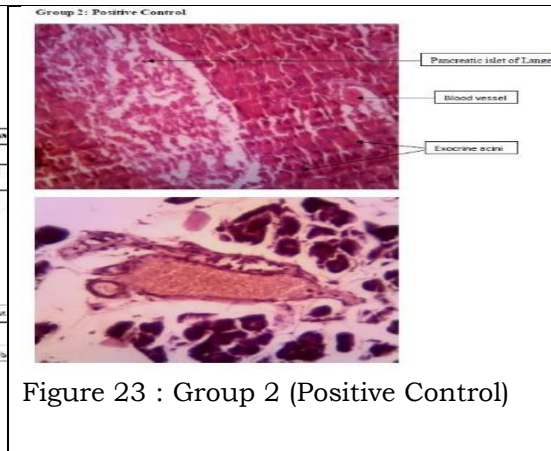 Group 2: Positive Control
Pancreatic islet of Lange
Blood vessel
Exocrine acini
Figure 23 : Group 2 (Positive Control)